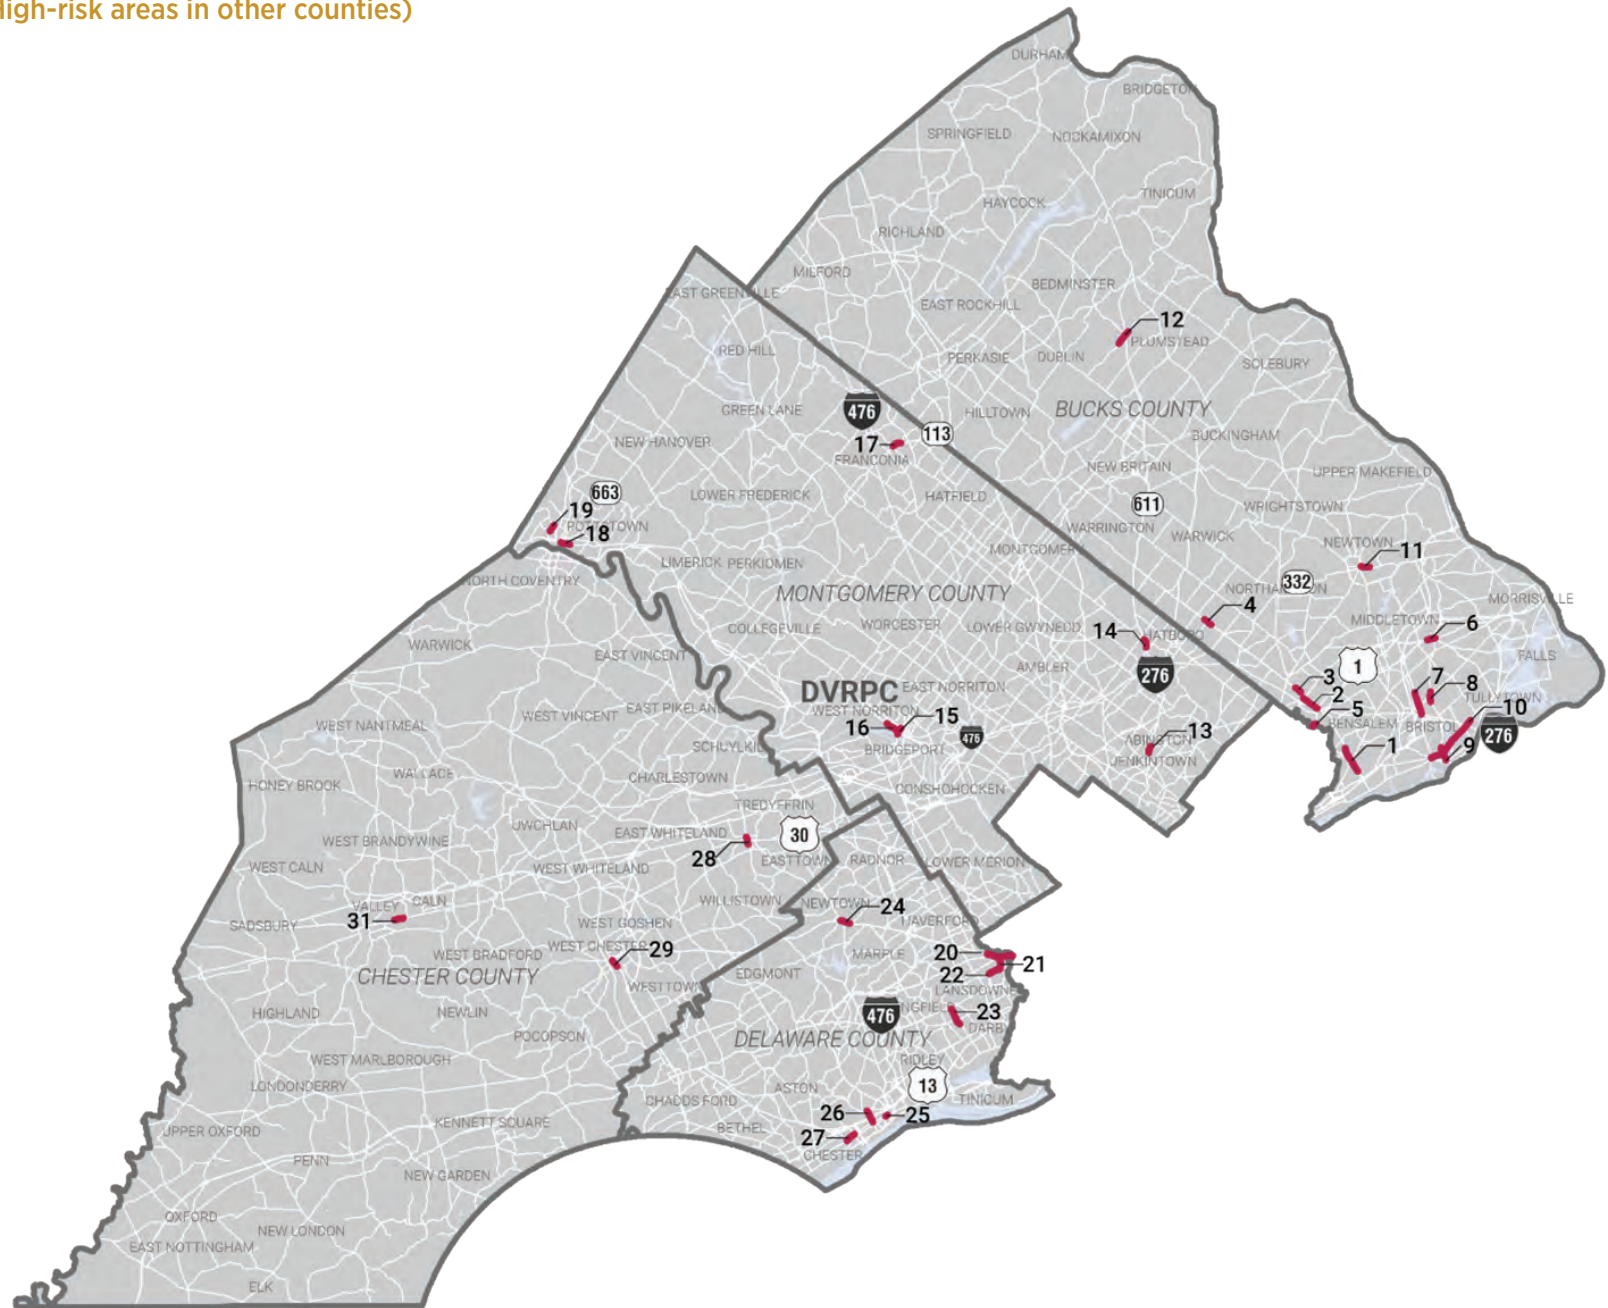 High-risk areas in other counties)
DURHAM
BRIDGETON
SPRINGFIELD
NOCKAMIXON
TINICUM
HAYCOCK
RICHLAND
MILFORD
BEDMINSTER
EAST GREENVILLE
EAST ROCKHILL
12
PLUMSTEAD
RED HILL
PERKASIE
DUBLIN
SOLEBURY
GREEN LANE
476
HILLTOWN
BUCKS COUNTY
113
BUCKINGHAM
NEW HANOVER
17
FRANCONIA
NEW BRITAIN
UPPER MAKEFIELD
663
LOWER FREDERICK
HATFIELD
611
WRIGHTSTOWN
19
POTTSTOWN
18
WARRINGTON
WARWICK
NEWTOWN
11
MONTGOMERY
LIMERICK
PERKIOMEN
NORTH COVENTRY
332
NORTHAMPTON
MONTGOMERY COUNTY
MORRISVILLE
4
COLLEGEVILLE
WORCESTER
LOWER GWYNEDD
14
HATBORO
MIDDLETOWN
6
WARWICK
EAST VINCENT
AMBLER
276
1
FALLS
DVRPC
EAST NORRITON
3
7
8
2
TULLYTOWN
EAST PIKELAND
WEST VINCENT
WEST NORRITON
15
5
BENSALEM
BRISTOL
10
WEST NANTMEAL
16
476
13
276
SCHUYLKILL
BRIDGEPORT
ABINGTON
1
9
JENKINTOWN
WALLACE
CHARLESTOWN
HONEY BROOK
CONSHOHOCKEN
TREDYFFRIN
UWCHLAN
EAST WHITELAND
30
WEST BRANDYWINE
28
EASTTOWN
RADNOR
LOWER MERION
WEST CALN
WEST WHITELAND
VALLEY
CALN
WILLISTOWN
NEWTOWN
24
HAVERFORD
31
SADSBURY
WEST GOSHEN
WEST CHESTER
29
WEST BRADFORD
MARPLE
20
21
CHESTER COUNTY
EDGMONT
22
WESTTOWN
LANSDOWNE
HIGHLAND
NEWLIN
476
NGFIELD
23
DARBY
POCOPSON
DELAWARE COUNTY
WEST MARLBOROUGH
RIDLEY
LONDONDERRY
ASTON
13
CHADDS FORD
TINICUM
26
25
KENNETT SQUARE
UPPER OXFORD
BETHEL
27
CHESTER
PENN
NEW GARDEN
OXFORD
NEW LONDON
EAST NOTTINGHAM
ELK